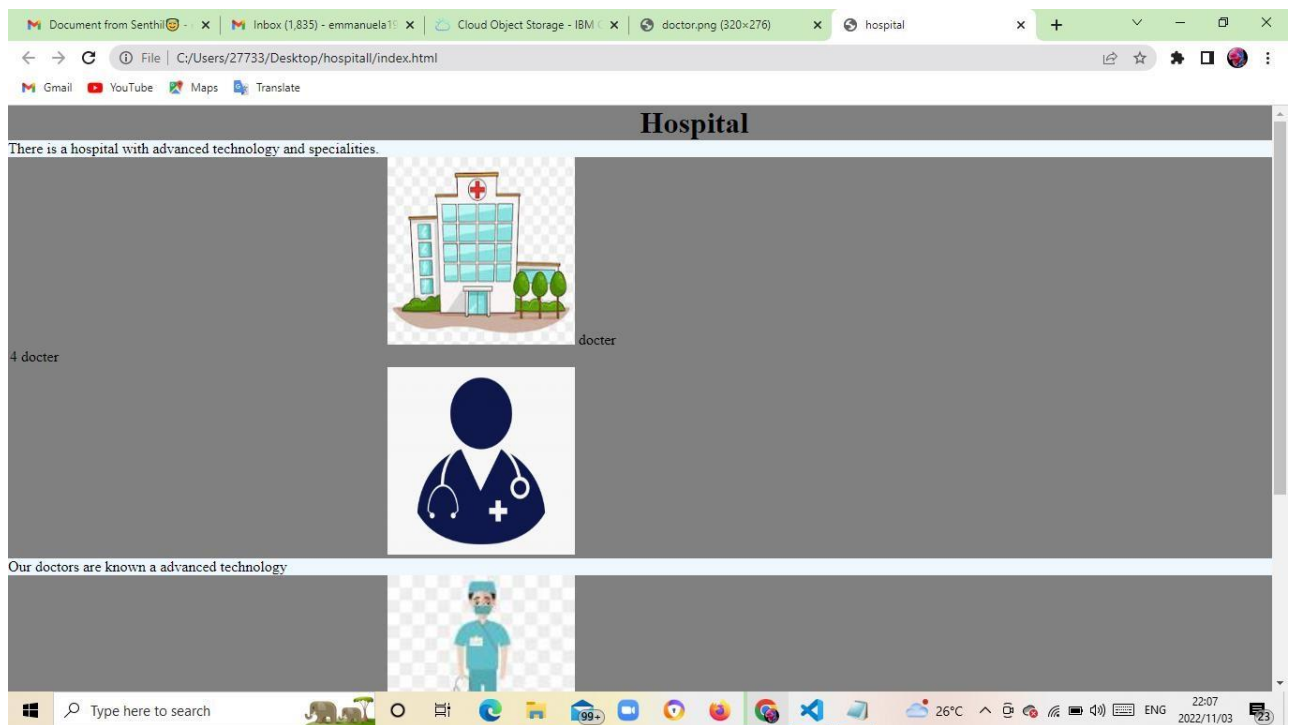 Document from Senthil😇 -
Inbox (1,835) - emmanuela19
Cloud Object Storage - IBM C
doctor.png (320×276)
hospital
File | C:/Users/27733/Desktop/hospitall/index.html
Gmail YouTube Maps Translate
Hospital
There is a hospital with advanced technology and specialities.
docter
4 docter
Our doctors are known a advanced technology
Type here to search
99+
26°C
ENG
22:07
2022/11/03
23